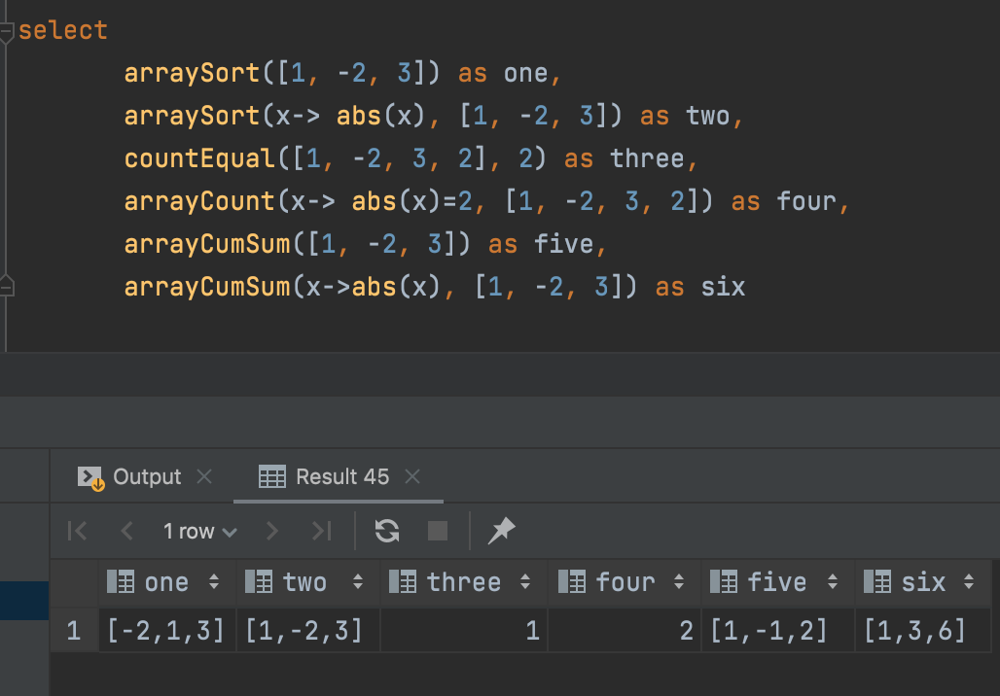 select
arraySort([1, -2, 3]) as one,
arraySort(x-> abs(x), [1, -2, 3]) as two,
countEqual([1, -2, 3, 2], 2) as three,
arrayCount(x-> abs(x)=2, [1, -2, 3, 2]) as four,
arrayCumSum([1, -2, 3]) as five,
arrayCumSum(x->abs(x), [1, -2, 3]) as six
Output Result 45
1 row
one two three four five six
1 [-2,1,3] [1,-2,3] 1 2 [1,-1,2] [1,3,6]